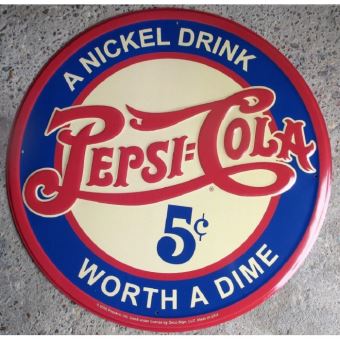 A NICKEL DRINK
PEPSI=COLA
®
5¢
WORTH A DIME